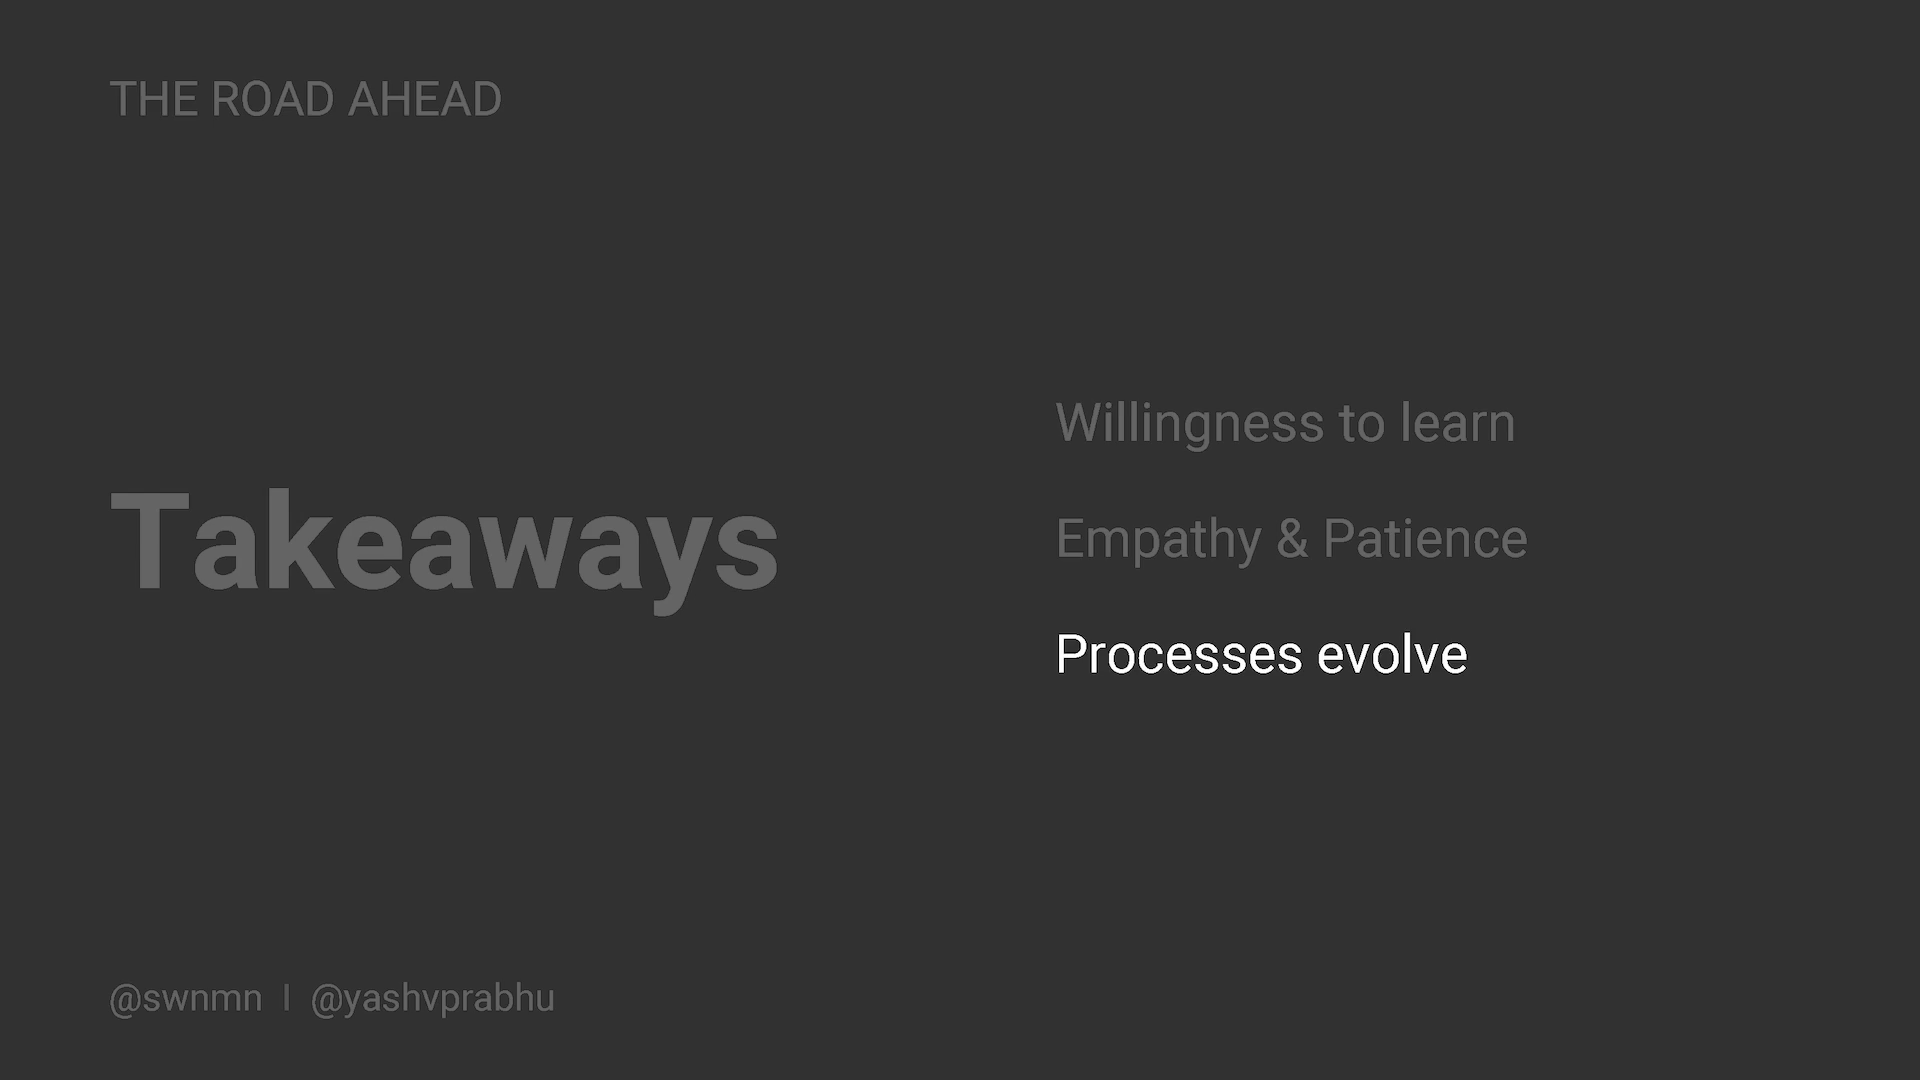 THE ROAD AHEAD
Takeaways
Willingness to learn
Empathy & Patience
Processes evolve
@swnmn | @yashvprabhu